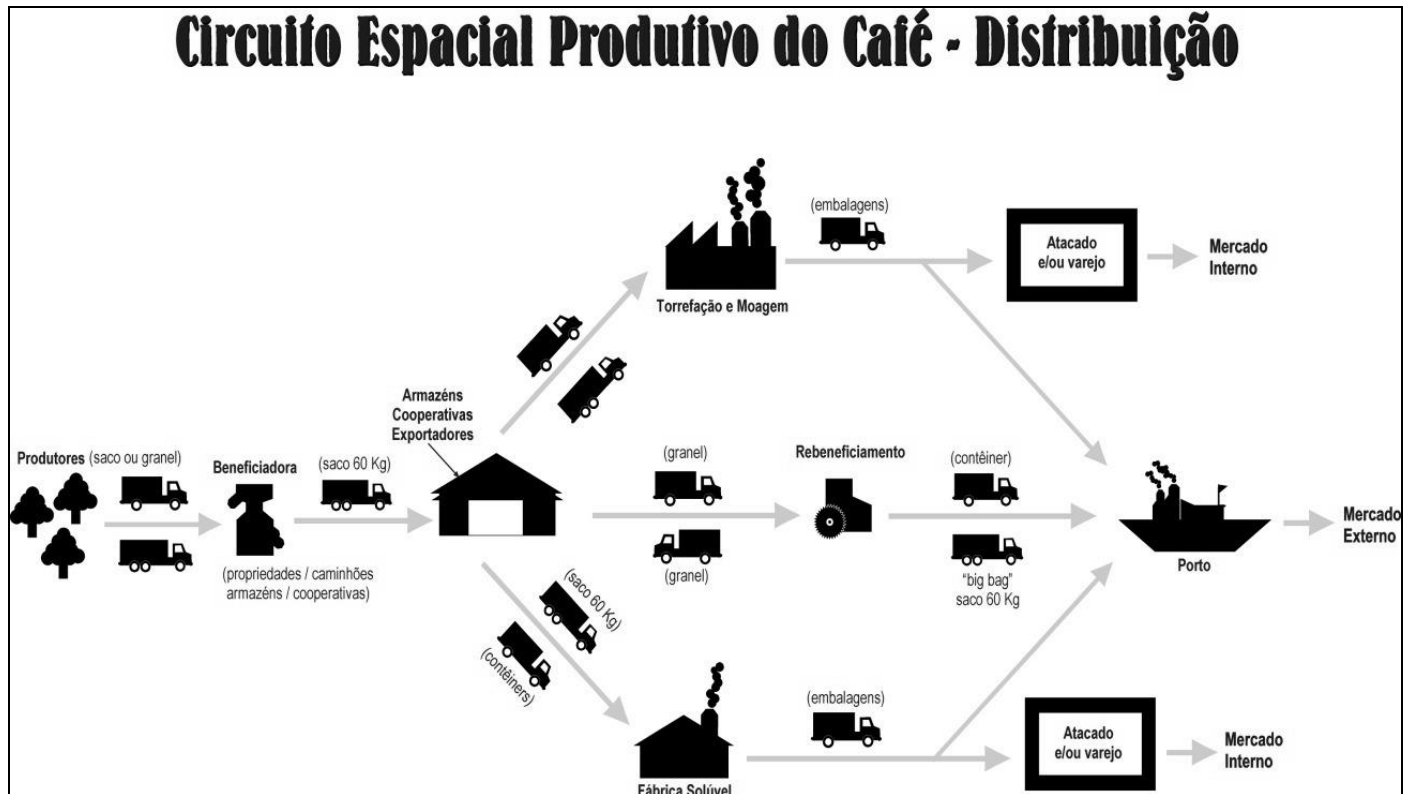 Circuito Espacial Produtivo do Café - Distribuição
(embalagens)
Atacado
e/ou varejo
Mercado
Interno
Torrefação e Moagem
Armazéns
Cooperativas
Exportadores
Produtores (saco ou granel)
Beneficiadora
(saco 60 Kg)
(granel)
Rebeneficiamento
(contêiner)
Mercado
Externo
(propriedades / caminhões
armazéns / cooperativas)
(granel)
"big bag"
saco 60 Kg
Porto
(saco 60 Kg)
(contêiners)
(embalagens)
Atacado
e/ou varejo
Mercado
Interno
Fábrica Solúvel